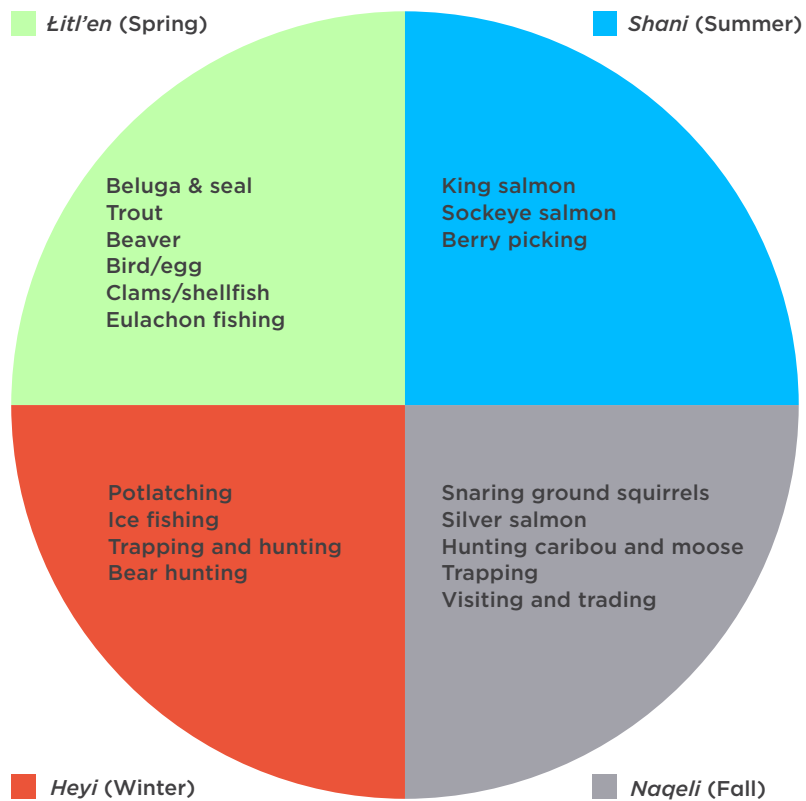 Łitl’en (Spring)
Shani (Summer)
Beluga & seal
Trout
Beaver
Bird/egg
Clams/shellfish
Eulachon fishing
King salmon
Sockeye salmon
Berry picking
Potlatching
Ice fishing
Trapping and hunting
Bear hunting
Snaring ground squirrels
Silver salmon
Hunting caribou and moose
Trapping
Visiting and trading
Heyi (Winter)
Naqeli (Fall)